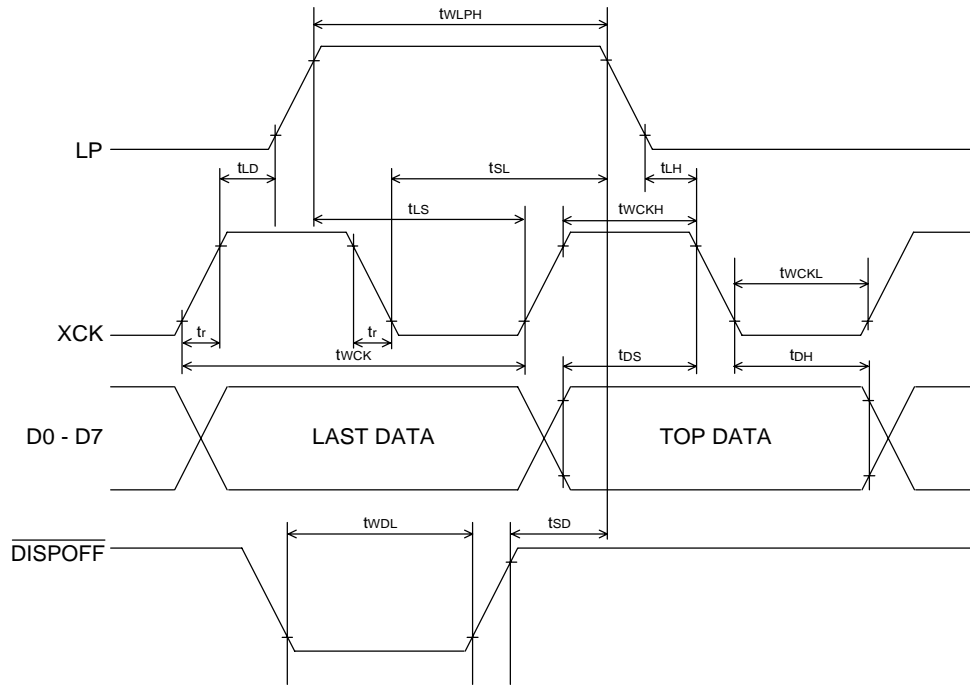 tWLPH
LP
tLD
tSL
tLH
tLS
tWCKH
tWCKL
XCK
tr
tr
tWCK
tDS
tDH
D0 - D7
LAST DATA
TOP DATA
tWDL
tSD
DISPOFF